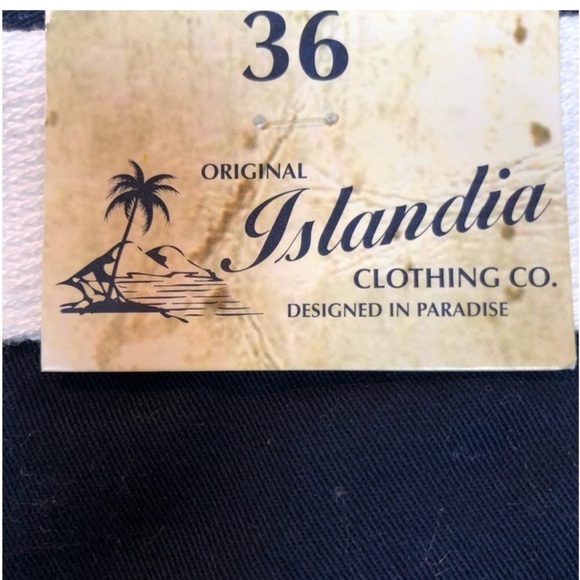 36
ORIGINAL
Islandia
CLOTHING CO.
DESIGNED IN PARADISE